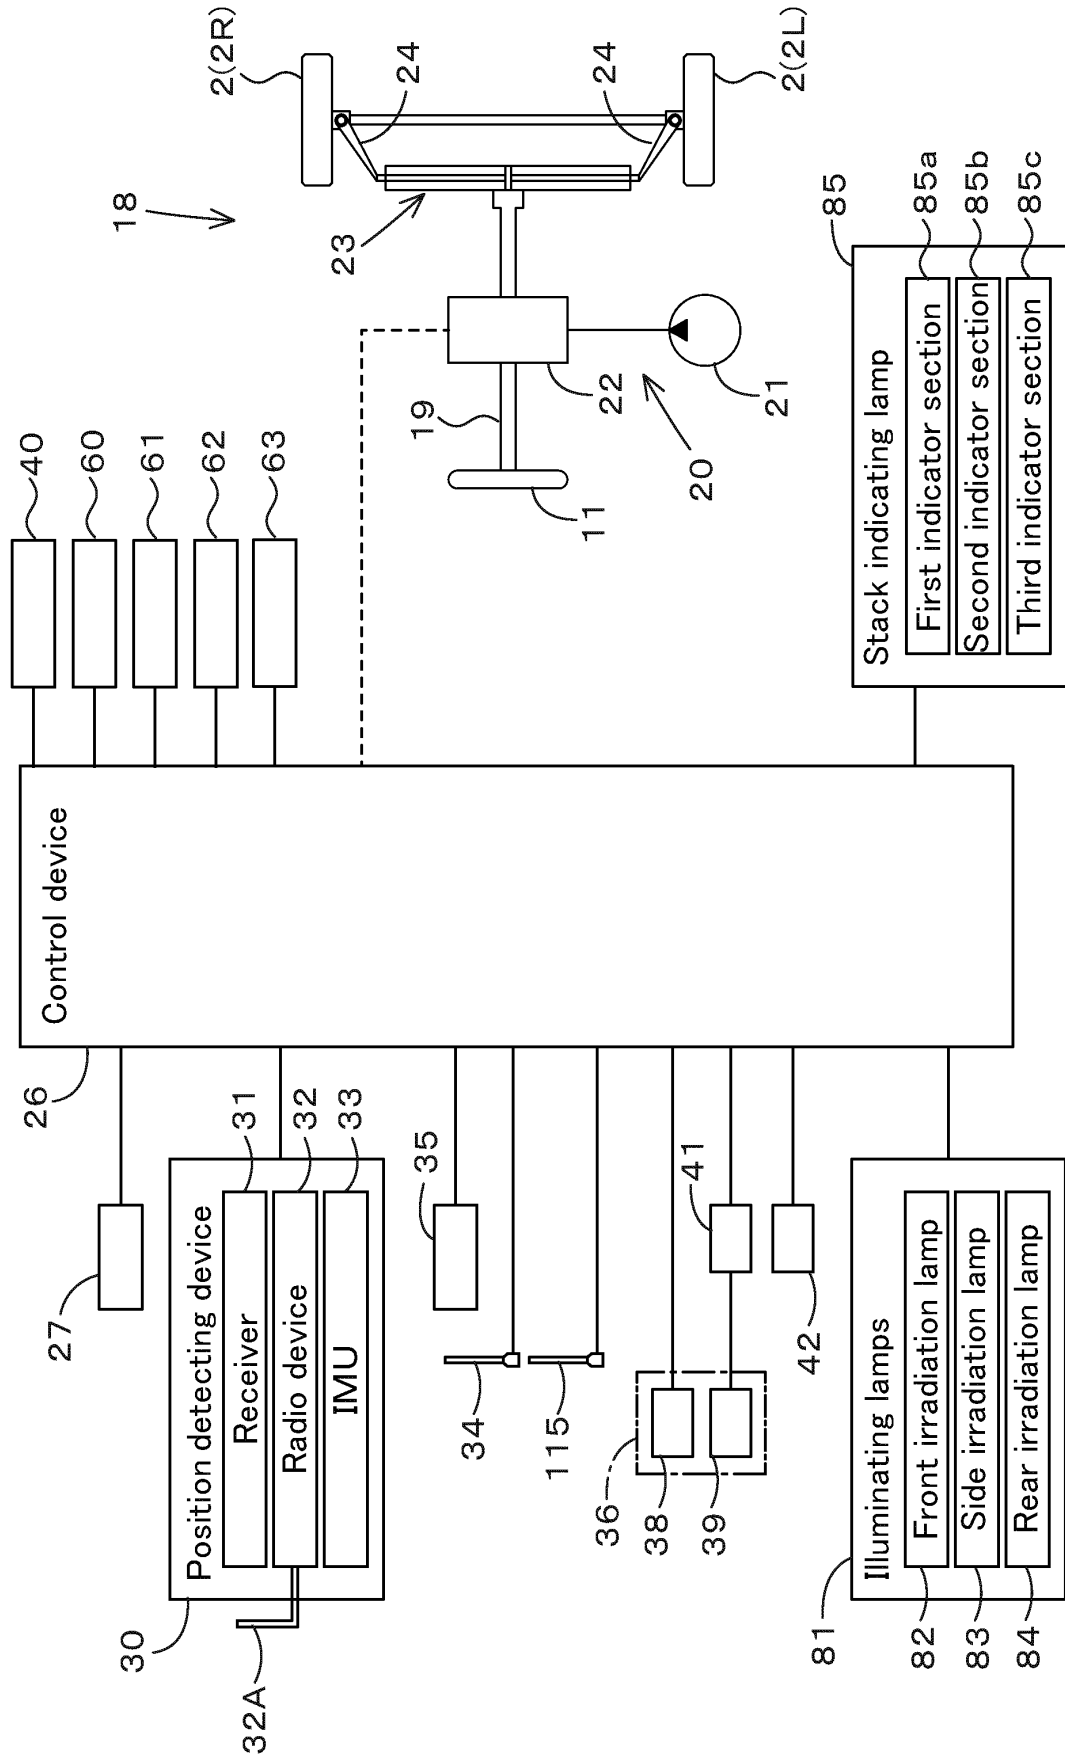 30
Position detecting device
Receiver
31
Radio device
32
IMU
33
32A
27
26
Control device
40
60
61
62
63
18
2(2R)
24
23
24
2(2L)
19
11
22
20
21
35
34
115
36
38
39
41
42
81
Illuminating lamps
Front irradiation lamp
82
Side irradiation lamp
83
Rear irradiation lamp
84
85
Stack indicating lamp
First indicator section
85a
Second indicator section
85b
Third indicator section
85c